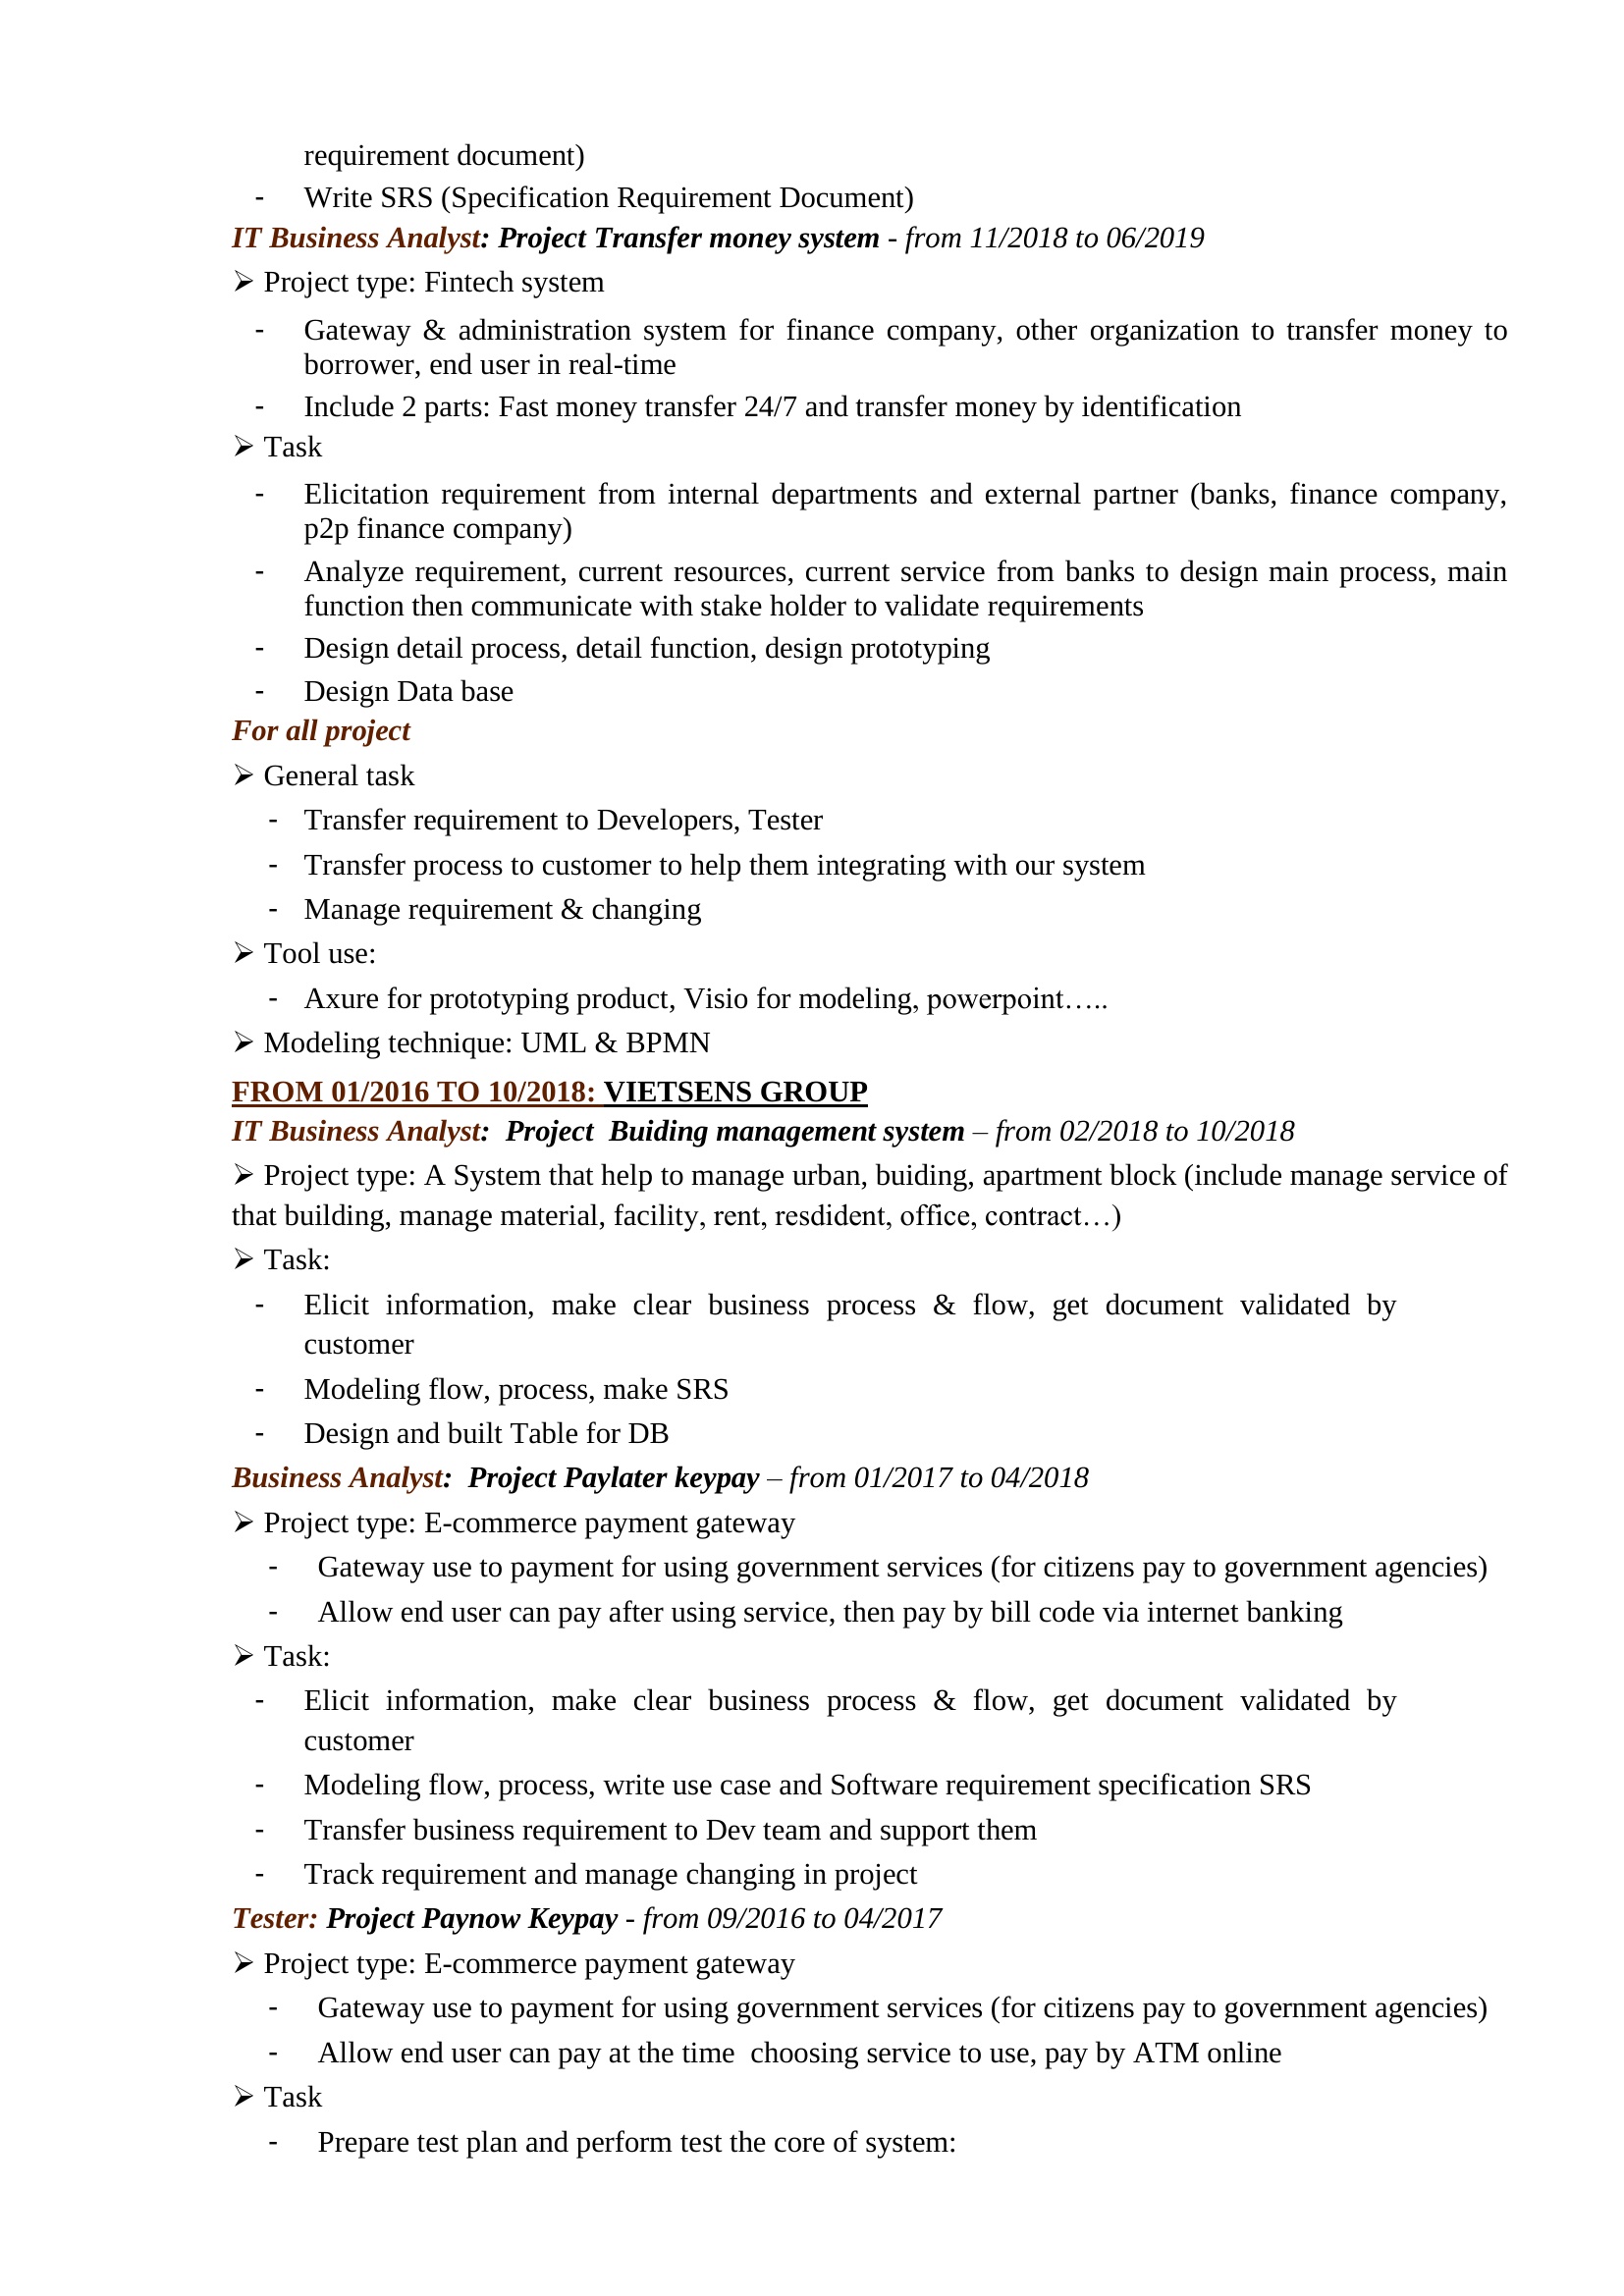 requirement document)
- Write SRS (Specification Requirement Document)
IT Business Analyst: Project Transfer money system - from 11/2018 to 06/2019
➢ Project type: Fintech system
- Gateway & administration system for finance company, other organization to transfer money to
borrower, end user in real-time
- Include 2 parts: Fast money transfer 24/7 and transfer money by identification
➢ Task
- Elicitation requirement from internal departments and external partner (banks, finance company,
p2p finance company)
- Analyze requirement, current resources, current service from banks to design main process, main
function then communicate with stake holder to validate requirements
- Design detail process, detail function, design prototyping
- Design Data base
For all project
➢ General task
- Transfer requirement to Developers, Tester
- Transfer process to customer to help them integrating with our system
- Manage requirement & changing
➢ Tool use:
- Axure for prototyping product, Visio for modeling, powerpoint…..
➢ Modeling technique: UML & BPMN
FROM 01/2016 TO 10/2018: VIETSENS GROUP
IT Business Analyst: Project Buiding management system – from 02/2018 to 10/2018
➢ Project type: A System that help to manage urban, buiding, apartment block (include manage service of
that building, manage material, facility, rent, resdident, office, contract…)
➢ Task:
- Elicit information, make clear business process & flow, get document validated by
customer
- Modeling flow, process, make SRS
- Design and built Table for DB
Business Analyst: Project Paylater keypay – from 01/2017 to 04/2018
➢ Project type: E-commerce payment gateway
- Gateway use to payment for using government services (for citizens pay to government agencies)
- Allow end user can pay after using service, then pay by bill code via internet banking
➢ Task:
- Elicit information, make clear business process & flow, get document validated by
customer
- Modeling flow, process, write use case and Software requirement specification SRS
- Transfer business requirement to Dev team and support them
- Track requirement and manage changing in project
Tester: Project Paynow Keypay - from 09/2016 to 04/2017
➢ Project type: E-commerce payment gateway
- Gateway use to payment for using government services (for citizens pay to government agencies)
- Allow end user can pay at the time choosing service to use, pay by ATM online
➢ Task
- Prepare test plan and perform test the core of system: